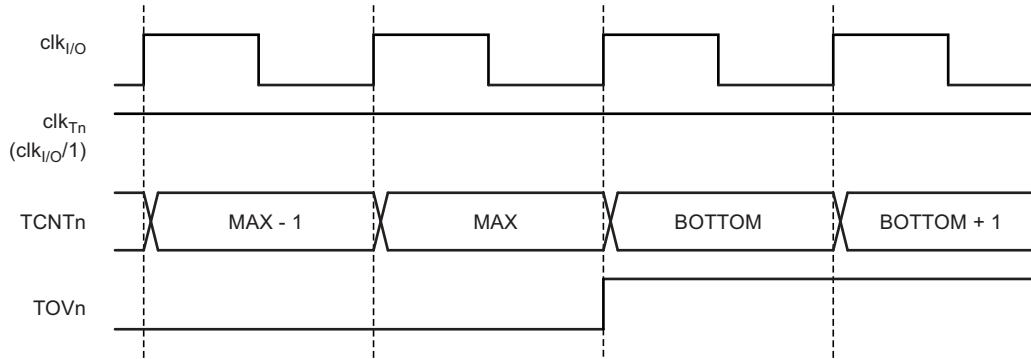 clkI/O
clkTn
(clkI/O/1)
TCNTn MAX - 1 MAX BOTTOM BOTTOM + 1
TOVn